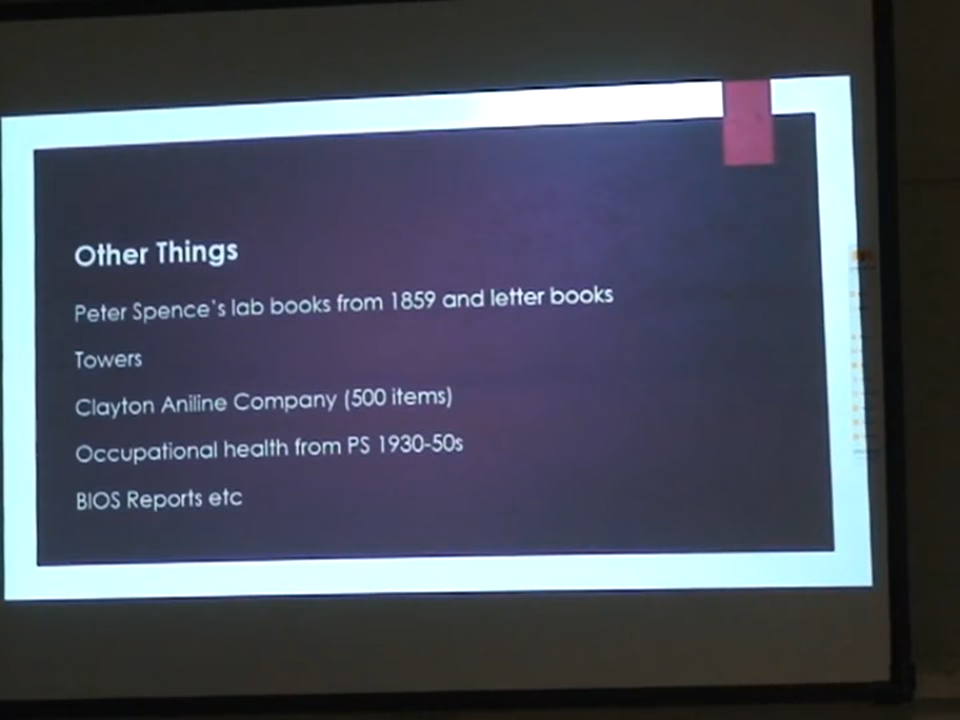 Other Things
Peter Spence's lab books from 1859 and letter books
Towers
Clayton Aniline Company (500 items)
Occupational health from PS 1930-50s
BIOS Reports etc